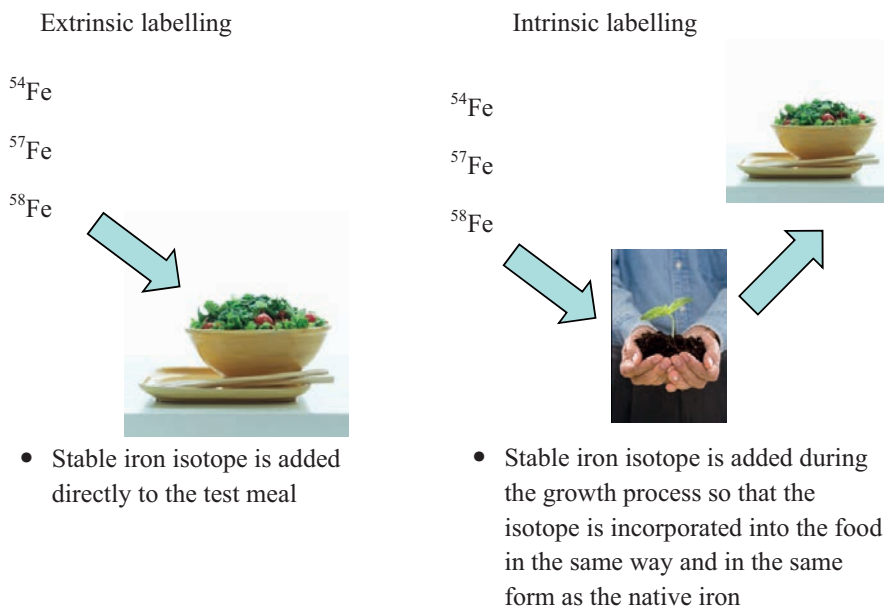 Extrinsic labelling
⁵⁴Fe
⁵⁷Fe
⁵⁸Fe
• Stable iron isotope is added
directly to the test meal
Intrinsic labelling
⁵⁴Fe
⁵⁷Fe
⁵⁸Fe
• Stable iron isotope is added during
the growth process so that the
isotope is incorporated into the food
in the same way and in the same
form as the native iron